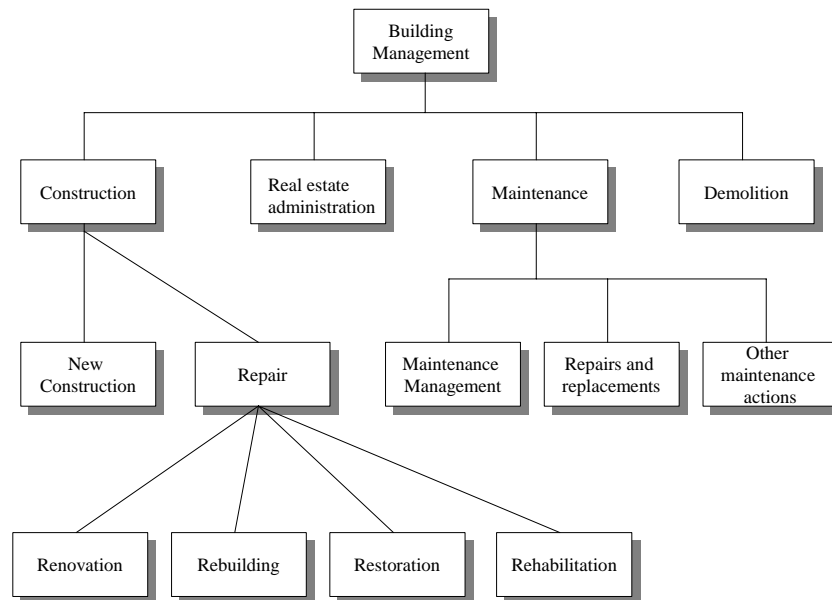 Building
Management
Construction
Real estate
administration
Maintenance
Demolition
New
Construction
Repair
Maintenance
Management
Repairs and
replacements
Other
maintenance
actions
Renovation
Rebuilding
Restoration
Rehabilitation